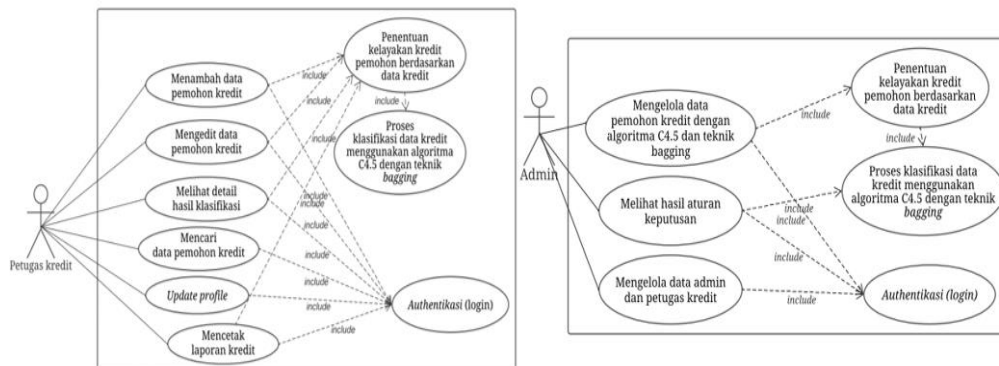 Penentuan
kelayakan kredit
pemohon berdasarkan
data kredit
Menambah data
pemohon kredit
include
include
include
include
Proses
klasifikasi data kredit
menggunakan algoritma
C4.5 dengan teknik
bagging
Mengedit data
pemohon kredit
Melihat detail
hasil klasifikasi
include
include
include
Mencari
data pemohon kredit
include
Petugas kredit
Update profile
include
Authentikasi (login)
include
Mencetak
laporan kredit
Penentuan
kelayakan kredit
pemohon berdasarkan
data kredit
Mengelola data
pemohon kredit dengan
algoritma C4.5 dan teknik
bagging
include
include
Admin
Proses klasifikasi data
kredit menggunakan
algoritma C4.5 dengan teknik
bagging
Melihat hasil aturan
keputusan
include
include
include
Mengelola data admin
dan petugas kredit
include
Authentikasi (login)